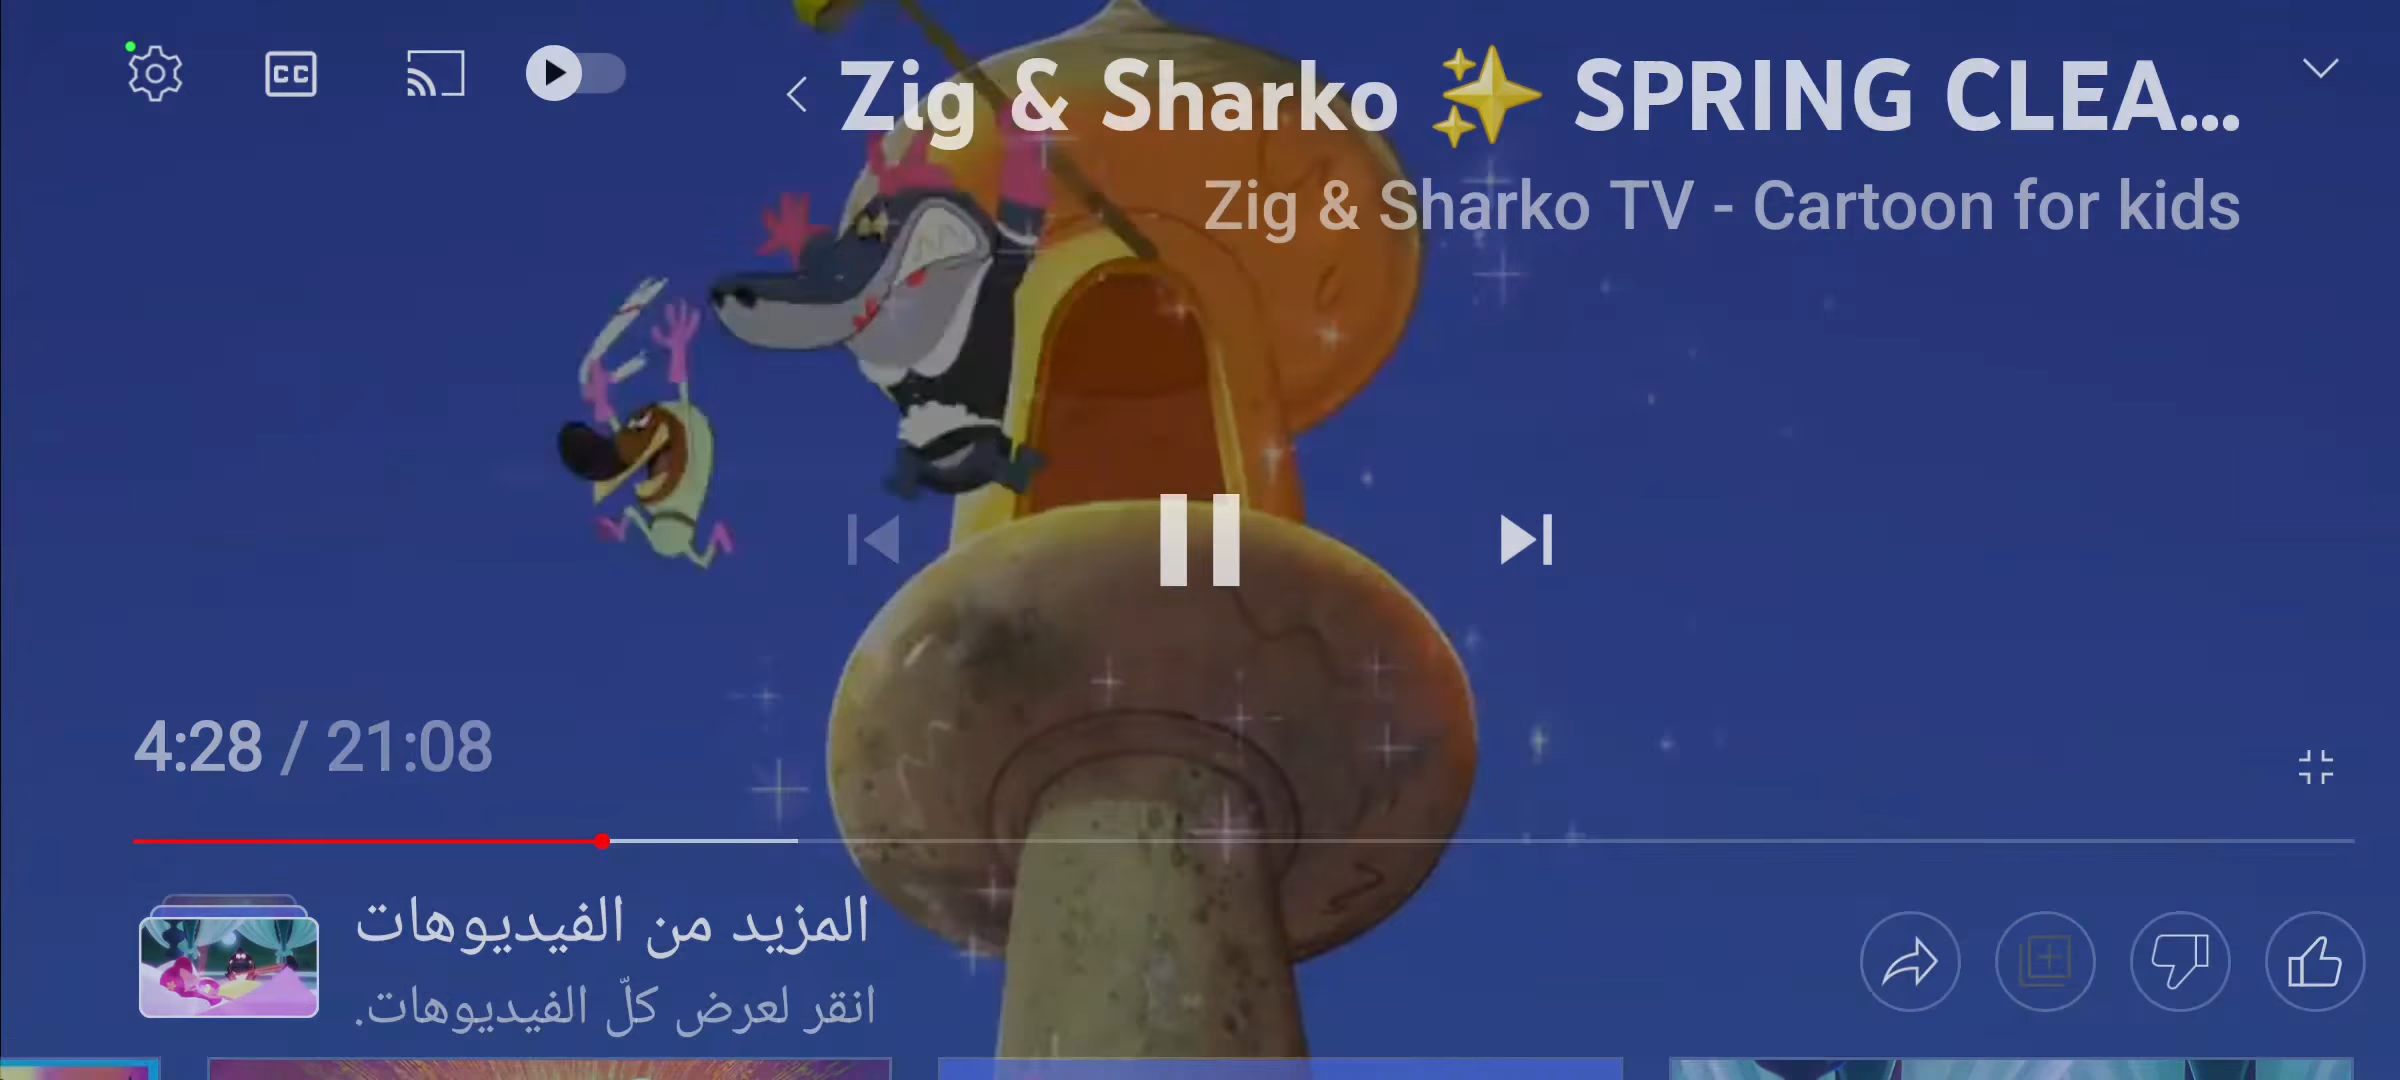 CC
Zig & Sharko ✨ SPRING CLEA...
Zig & Sharko TV - Cartoon for kids
4:28 / 21:08
المزيد من الفيديوهات
انقر لعرض كلّ الفيديوهات.